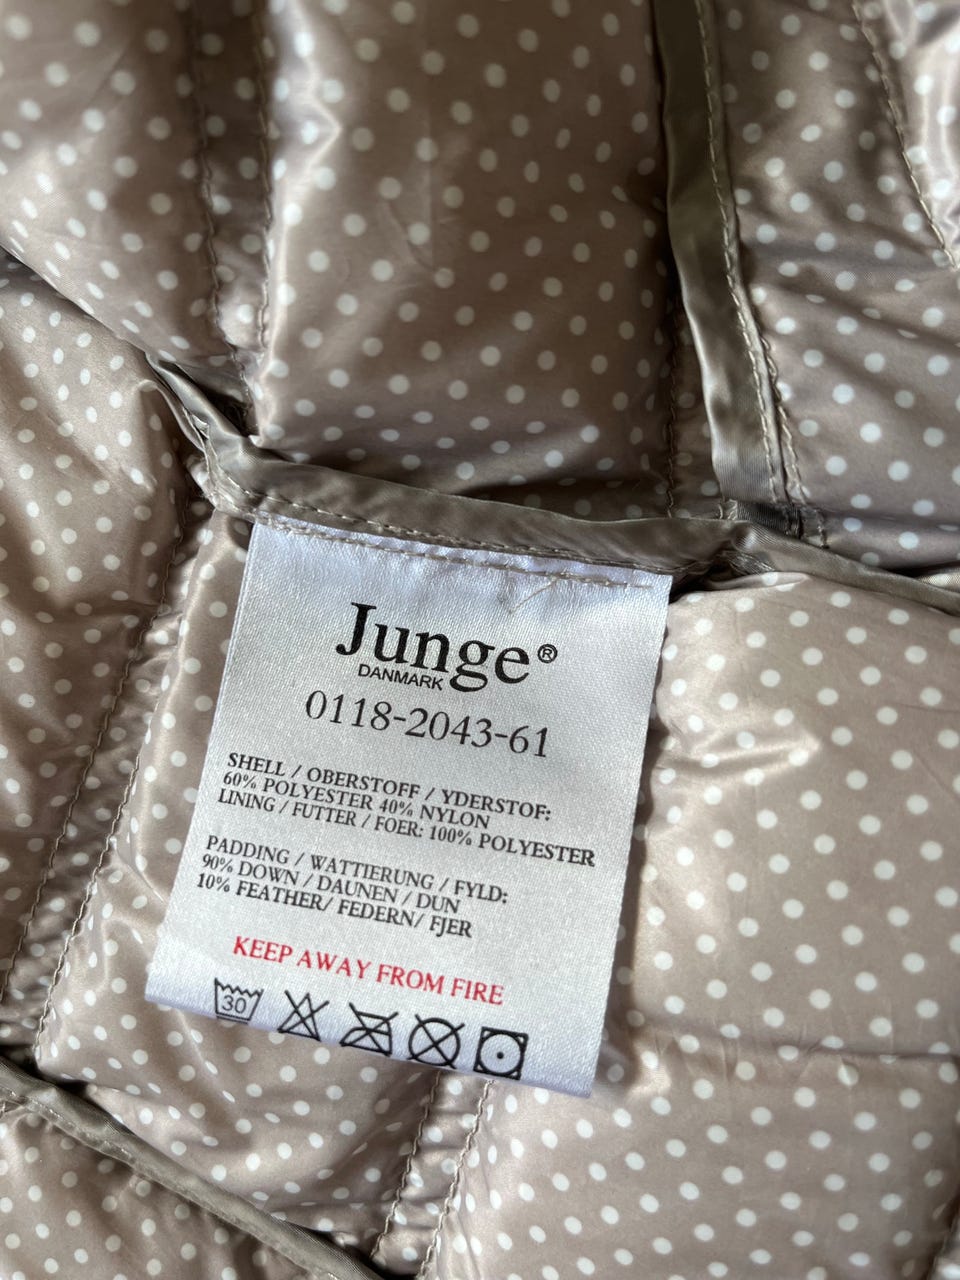 Junge®
DANMARK
0118-2043-61
SHELL / OBERSTOFF / YDERSTOF:
60% POLYESTER 40% NYLON
LINING / FUTTER / FOER: 100% POLYESTER
PADDING / WATTIERUNG / FYLD:
90% DOWN / DAUNEN / DUN
10% FEATHER/ FEDERN/ FJER
KEEP AWAY FROM FIRE
30